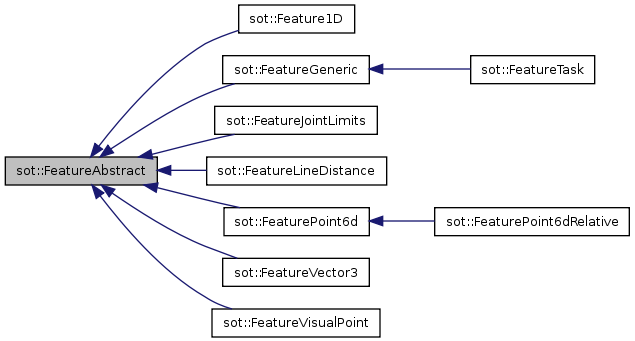 sot::Feature1D
sot::FeatureGeneric
sot::FeatureTask
sot::FeatureJointLimits
sot::FeatureAbstract
sot::FeatureLineDistance
sot::FeaturePoint6d
sot::FeaturePoint6dRelative
sot::FeatureVector3
sot::FeatureVisualPoint